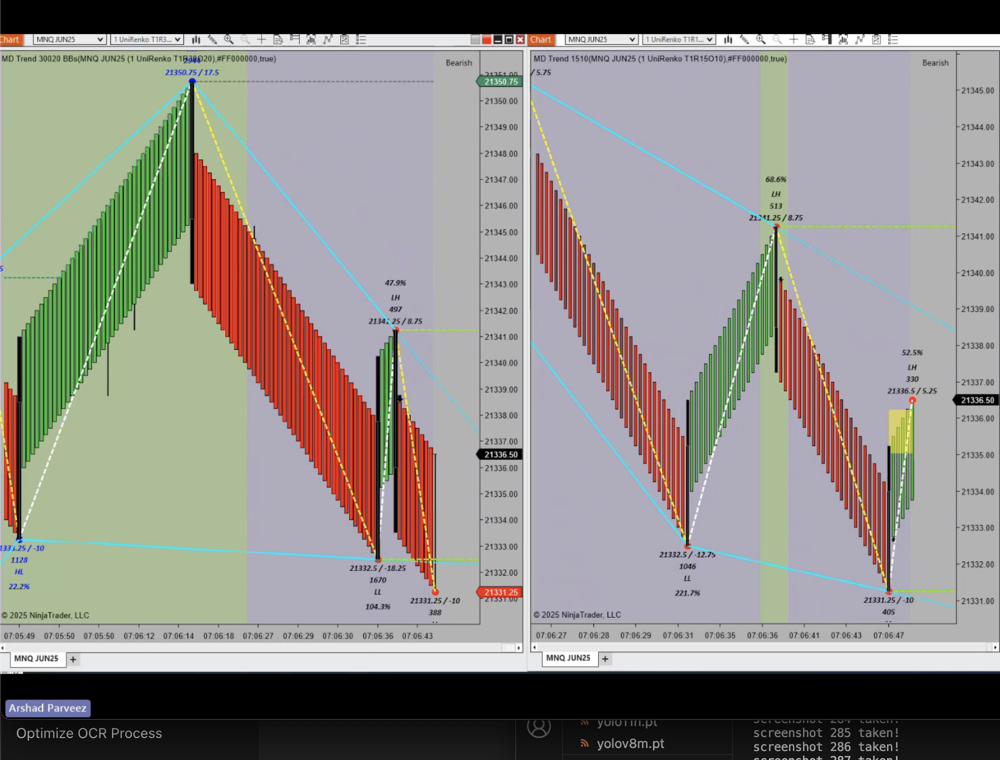 Chart
MNQ JUN25
1 UniRenko T1R3...
MD Trend 30020 BBs(MNQ JUN25 (1 UniRenko T1R30O20),#FF000000,true)
Bearish
21350.75 / 17.5
21351.00
21350.75
21350.00
21349.00
21348.00
21347.00
21346.00
21345.00
21344.00
21343.00
21342.00
21340.00
21339.00
21338.00
21337.00
21336.50
21336.00
21335.00
21334.00
21333.00
21332.00
21331.25
21331.00
47.9%
LH
497
21341.25 / 8.75
21331.25 / -10
1128
HL
22.2%
21332.5 / -18.25
1670
LL
104.3%
21331.25 / -10
388
© 2025 NinjaTrader, LLC
07:05:49
07:05:50
07:05:50
07:06:12
07:06:14
07:06:18
07:06:27
07:06:29
07:06:30
07:06:36
07:06:43
MNQ JUN25
+
Chart
MNQ JUN25
1 UniRenko T1R1...
MD Trend 1510(MNQ JUN25 (1 UniRenko T1R15O10),#FF000000,true)
Bearish
/ 5.75
21345.00
21344.00
21343.00
21342.00
21341.00
21340.00
21339.00
21338.00
21337.00
21336.50
21336.00
21335.00
21334.00
21333.00
21332.00
21331.00
68.6%
LH
513
21341.25 / 8.75
52.5%
LH
330
21336.5 / 5.25
21332.5 / -12.75
1046
LL
221.7%
21331.25 / -10
405
© 2025 NinjaTrader, LLC
07:06:27
07:06:28
07:06:29
07:06:31
07:06:35
07:06:36
07:06:41
07:06:43
07:06:47
MNQ JUN25
+
Arshad Parveez
Optimize OCR Process
yolo11n.pt
yolov8m.pt
screenshot 284 taken!
screenshot 285 taken!
screenshot 286 taken!
screenshot 287 taken!